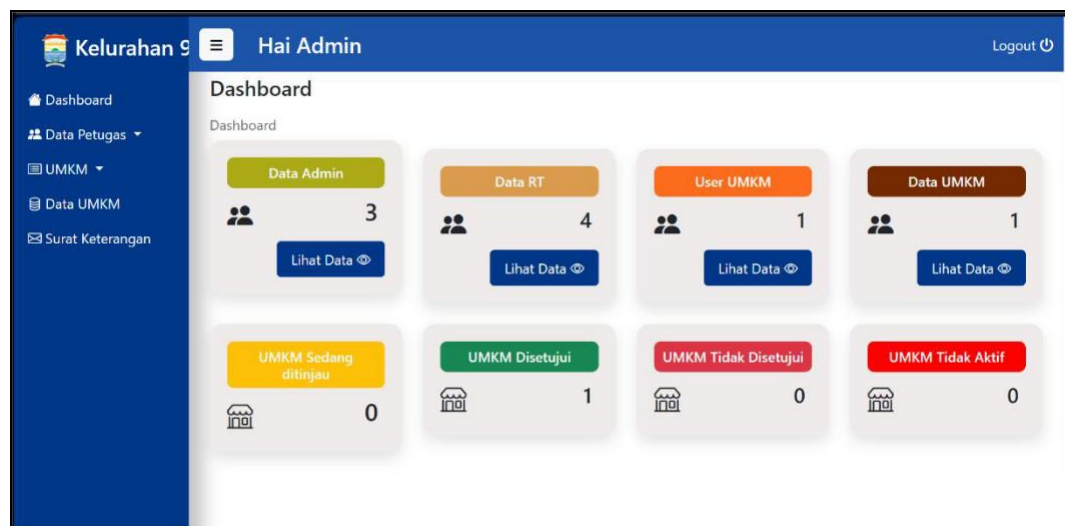 Kelurahan 9
Hai Admin
Logout
Dashboard
Data Petugas
UMKM
Data UMKM
Surat Keterangan
Dashboard
Dashboard
Data Admin
3
Lihat Data
Data RT
4
Lihat Data
User UMKM
1
Lihat Data
Data UMKM
1
Lihat Data
UMKM Sedang
ditinjau
0
UMKM Disetujui
1
UMKM Tidak Disetujui
0
UMKM Tidak Aktif
0